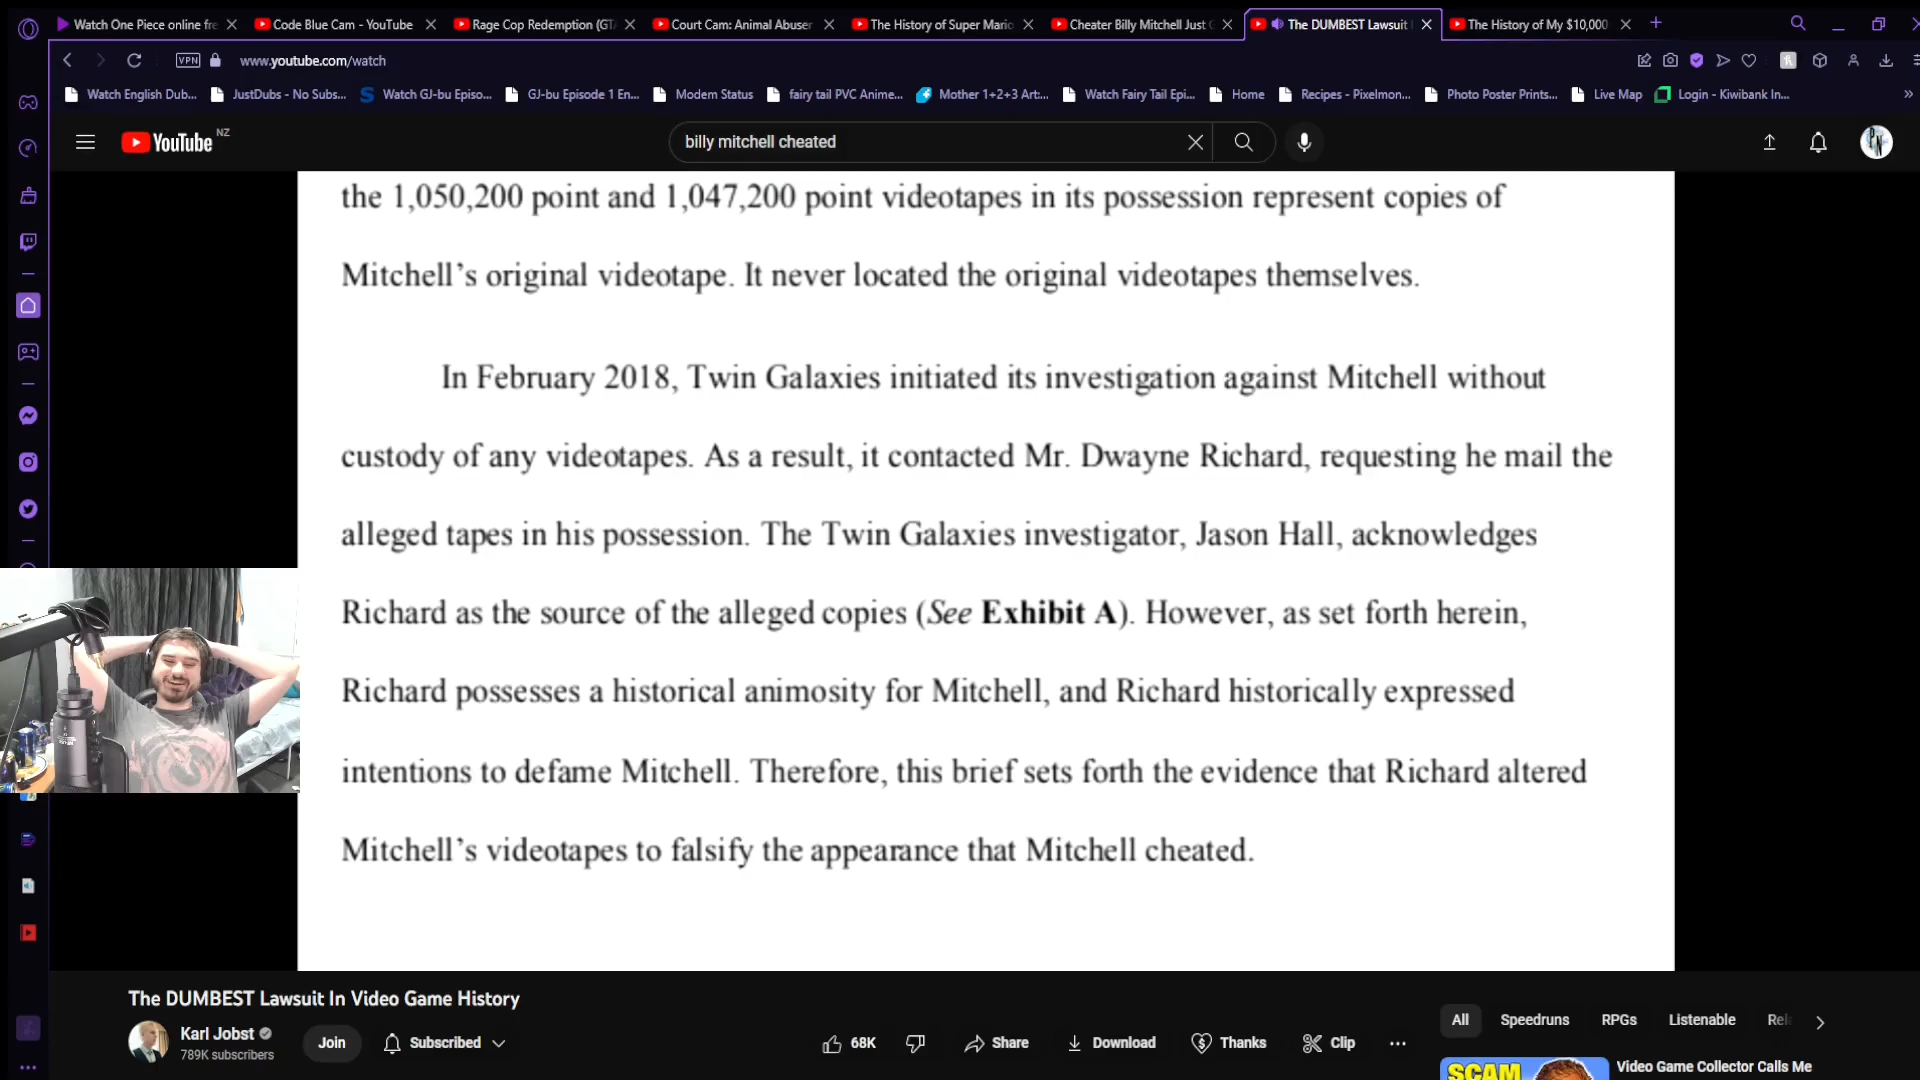 Watch One Piece online fre
Code Blue Cam - YouTube
Rage Cop Redemption (GT
Court Cam: Animal Abuser
The History of Super Mario
Cheater Billy Mitchell Just
The DUMBEST Lawsuit
The History of My $10,000
VPN
www.youtube.com/watch
Watch English Dub...
JustDubs - No Subs...
Watch GJ-bu Episo...
GJ-bu Episode 1 En...
Modem Status
fairy tail PVC Anime...
Mother 1+2+3 Art:...
Watch Fairy Tail Epi...
Home
Recipes - Pixelmon...
Photo Poster Prints...
Live Map
Login - Kiwibank In...
YouTube NZ
billy mitchell cheated
the 1,050,200 point and 1,047,200 point videotapes in its possession represent copies of
Mitchell's original videotape. It never located the original videotapes themselves.
In February 2018, Twin Galaxies initiated its investigation against Mitchell without
custody of any videotapes. As a result, it contacted Mr. Dwayne Richard, requesting he mail the
alleged tapes in his possession. The Twin Galaxies investigator, Jason Hall, acknowledges
Richard as the source of the alleged copies (See Exhibit A). However, as set forth herein,
Richard possesses a historical animosity for Mitchell, and Richard historically expressed
intentions to defame Mitchell. Therefore, this brief sets forth the evidence that Richard altered
Mitchell's videotapes to falsify the appearance that Mitchell cheated.
The DUMBEST Lawsuit In Video Game History
Karl Jobst
789K subscribers
Join
Subscribed
68K
Share
Download
Thanks
Clip
All
Speedruns
RPGs
Listenable
Rel
SCAM
Video Game Collector Calls Me